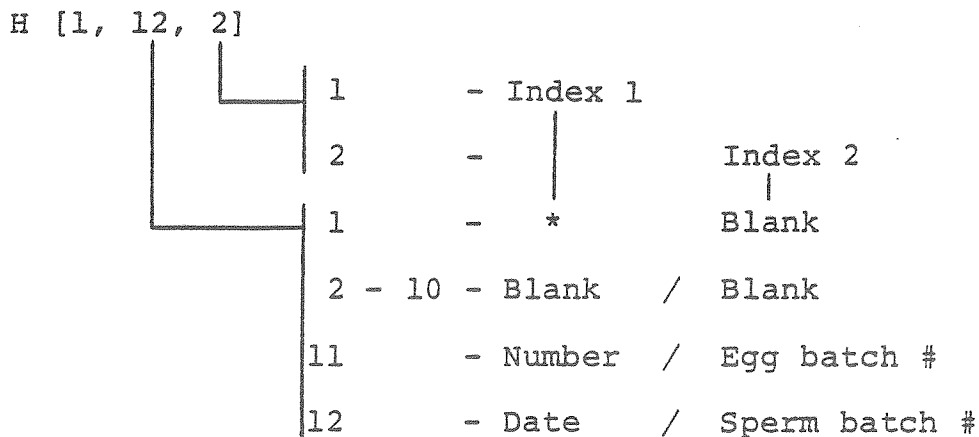 H [1, 12, 2]
1 - Index 1
2 - Index 2
1 - * Blank
2 - 10 - Blank / Blank
11 - Number / Egg batch #
12 - Date / Sperm batch #